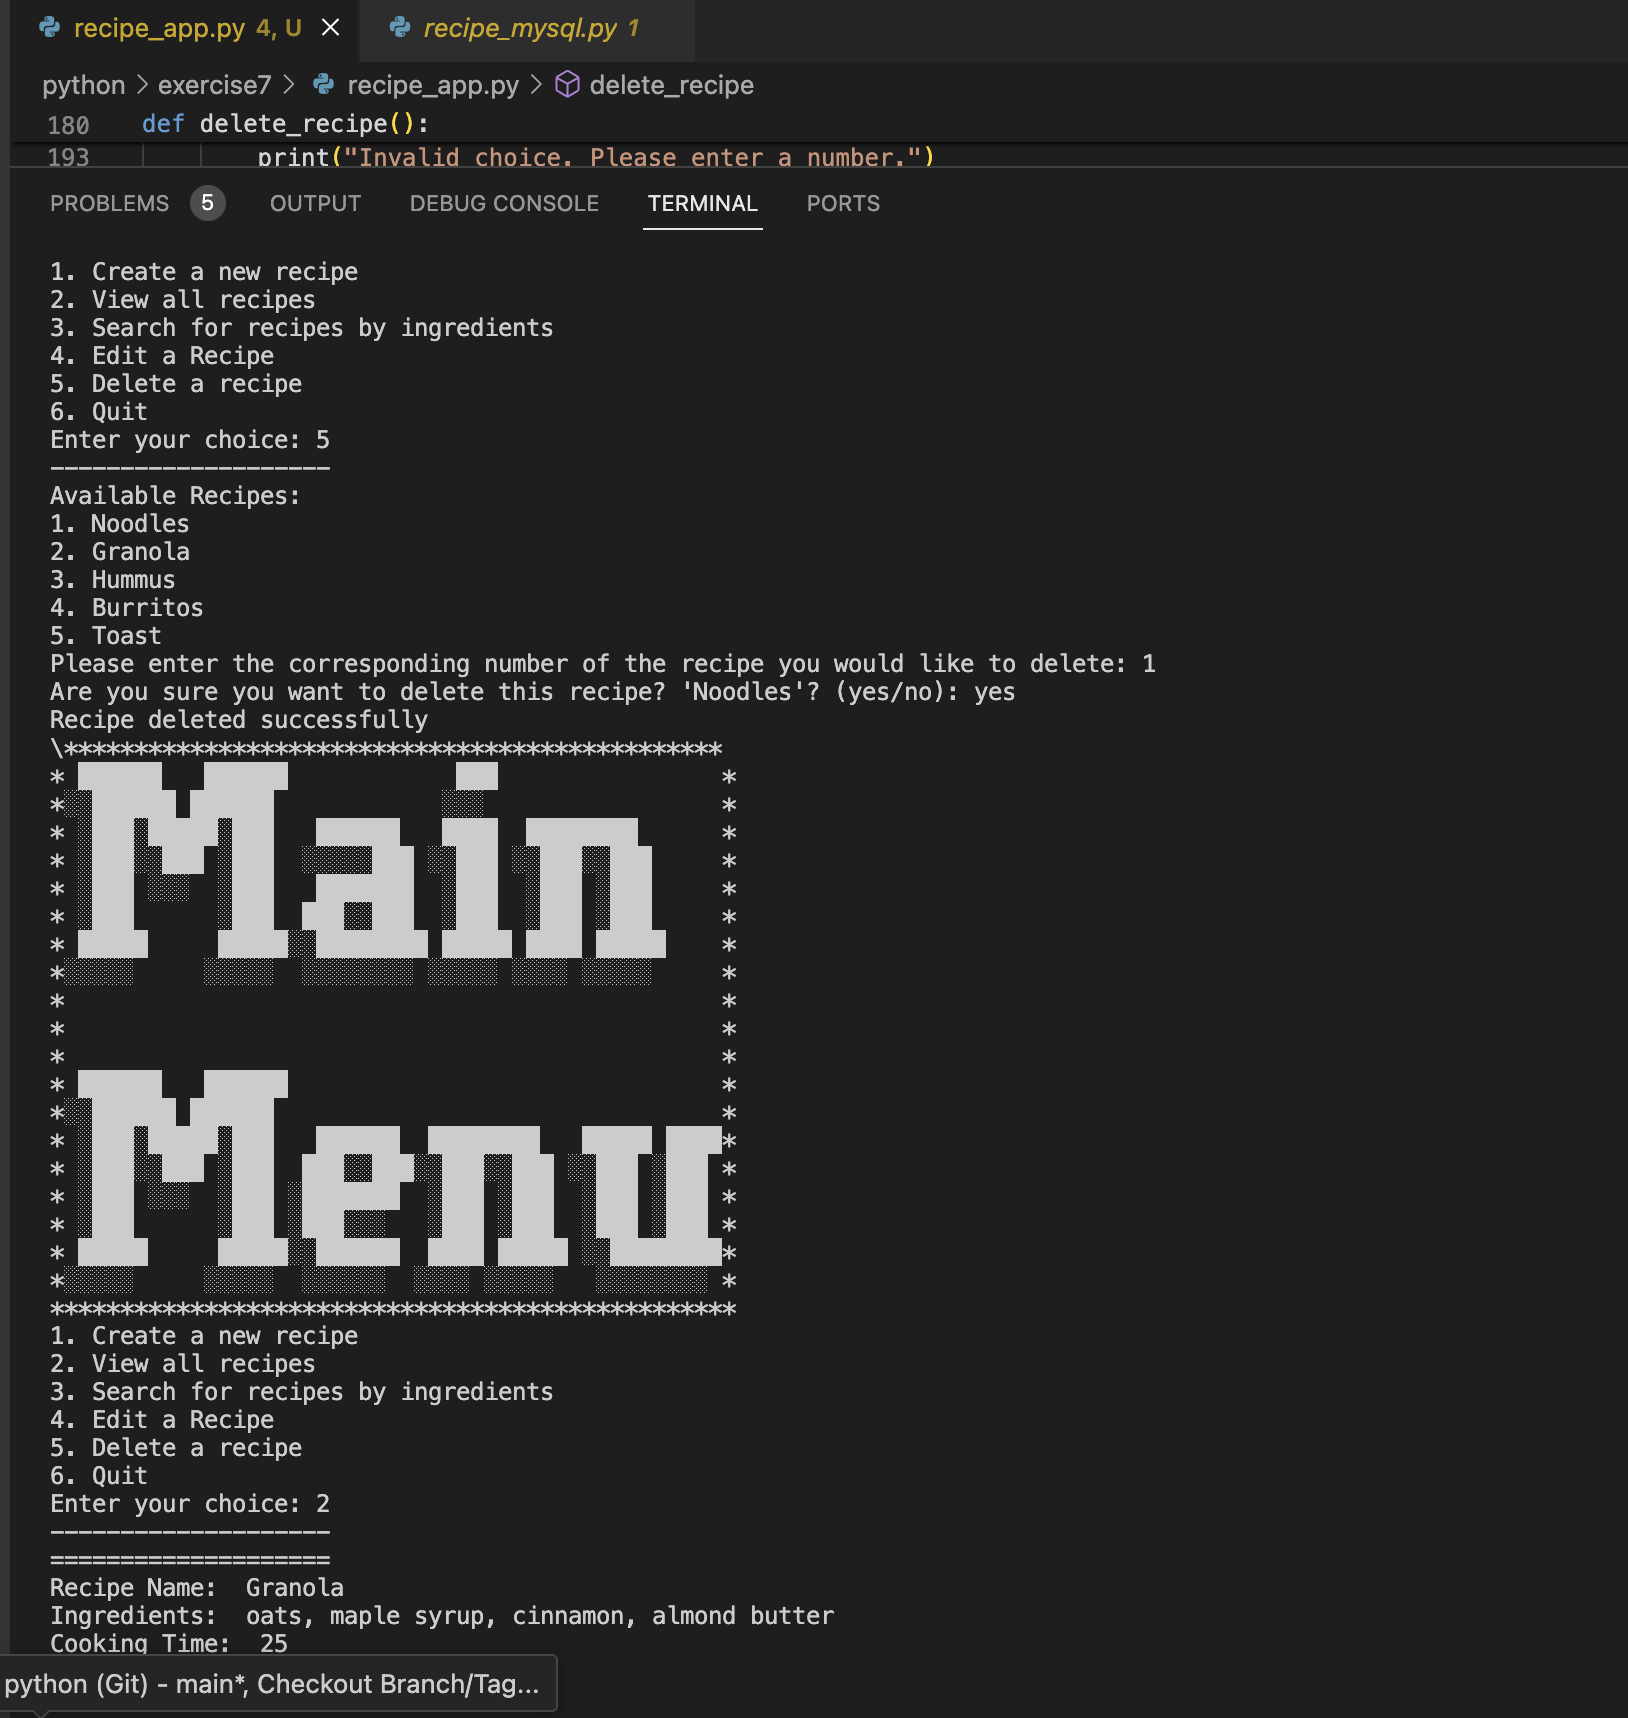 recipe_app.py 4, U
recipe_mysql.py 1
python > exercise7 > recipe_app.py > delete_recipe
180 def delete_recipe():
193 print("Invalid choice. Please enter a number.")
PROBLEMS 5 OUTPUT DEBUG CONSOLE TERMINAL PORTS
1. Create a new recipe
2. View all recipes
3. Search for recipes by ingredients
4. Edit a Recipe
5. Delete a recipe
6. Quit
Enter your choice: 5
--------------------
Available Recipes:
1. Noodles
2. Granola
3. Hummus
4. Burritos
5. Toast
Please enter the corresponding number of the recipe you would like to delete: 1
Are you sure you want to delete this recipe? 'Noodles'? (yes/no): yes
Recipe deleted successfully
\***********************************************
Main
Menu
*************************************************
1. Create a new recipe
2. View all recipes
3. Search for recipes by ingredients
4. Edit a Recipe
5. Delete a recipe
6. Quit
Enter your choice: 2
--------------------
====================
Recipe Name:  Granola
Ingredients:  oats, maple syrup, cinnamon, almond butter
Cooking Time:  25
python (Git) - main*, Checkout Branch/Tag...